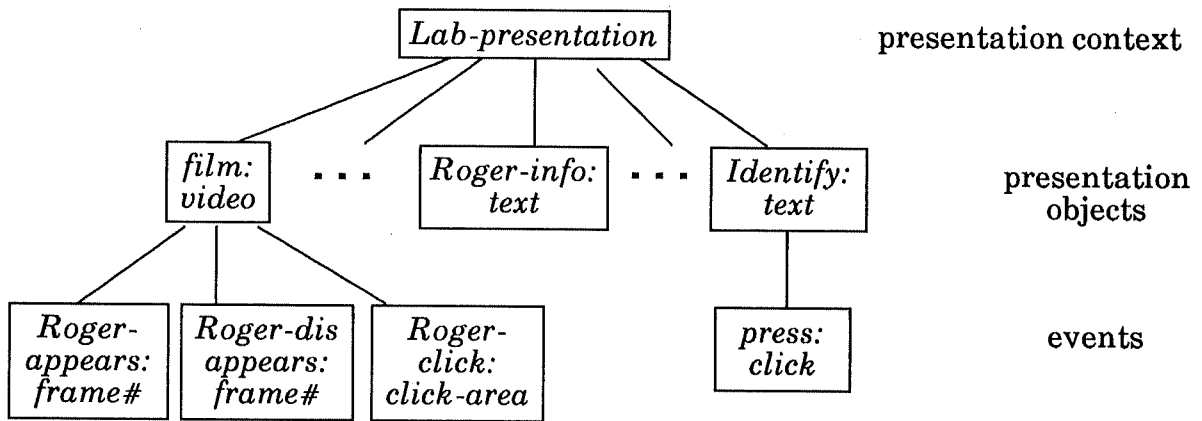 Lab-presentation
presentation context
film:
video
. . .
Roger-info:
text
. . .
Identify:
text
presentation
objects
Roger-
appears:
frame#
Roger-dis
appears:
frame#
Roger-
click:
click-area
press:
click
events